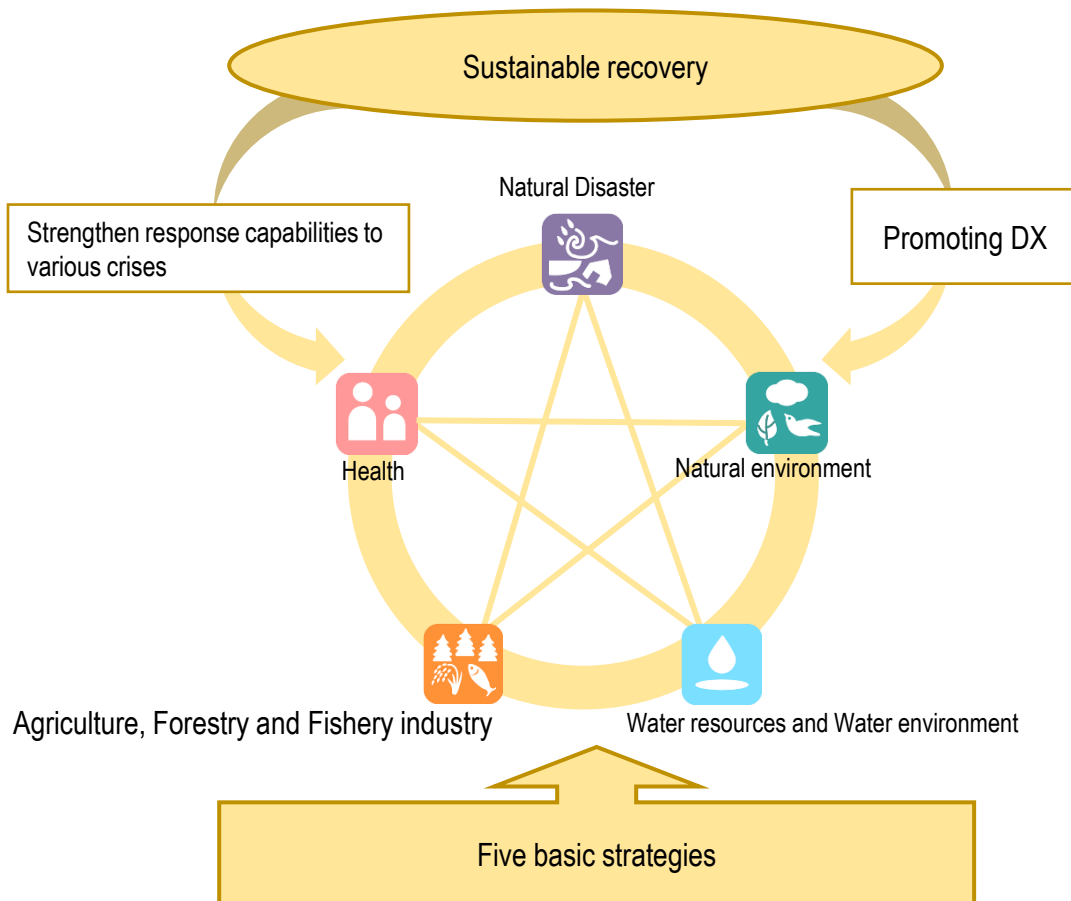 Sustainable recovery
Natural Disaster
Strengthen response capabilities to
various crises
Promoting DX
Health
Natural environment
Agriculture, Forestry and Fishery industry
Water resources and Water environment
Five basic strategies